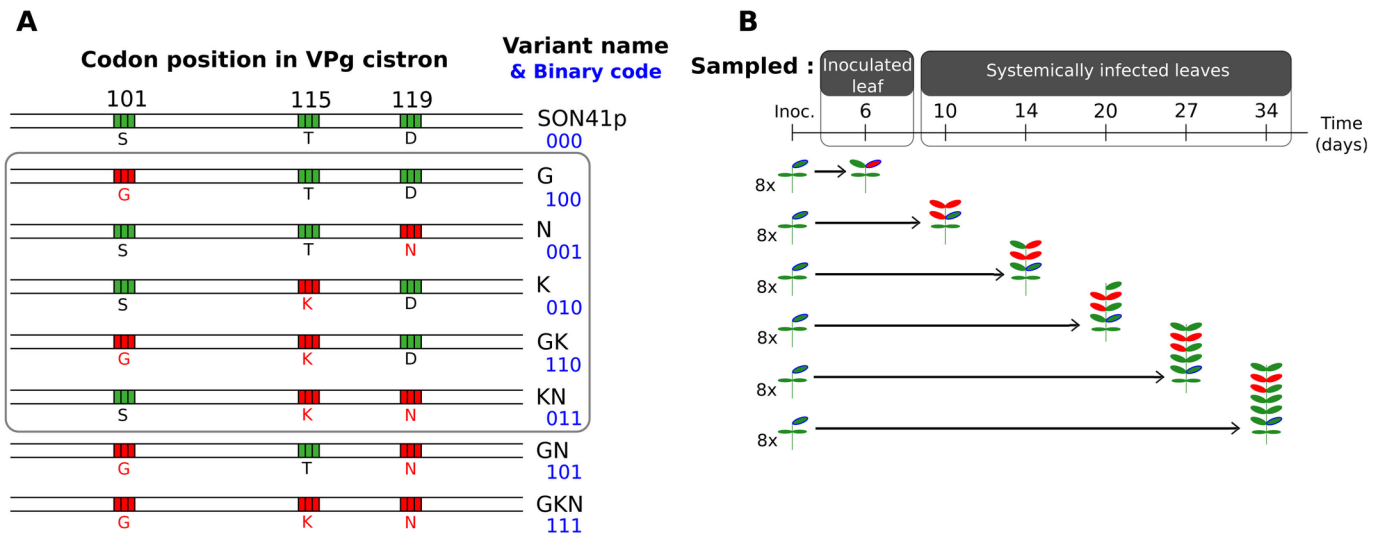 A
Codon position in VPg cistron
Variant name
& Binary code
101 115 119
SON41p
S T D
000
G
G T D
100
N
S T N
001
K
S K D
010
GK
G K D
110
KN
S K N
011
GN
G T N
101
GKN
G K N
111
B
Sampled :
Inoculated
leaf
Systemically infected leaves
Inoc. 6 10 14 20 27 34
Time
(days)
8x
8x
8x
8x
8x
8x